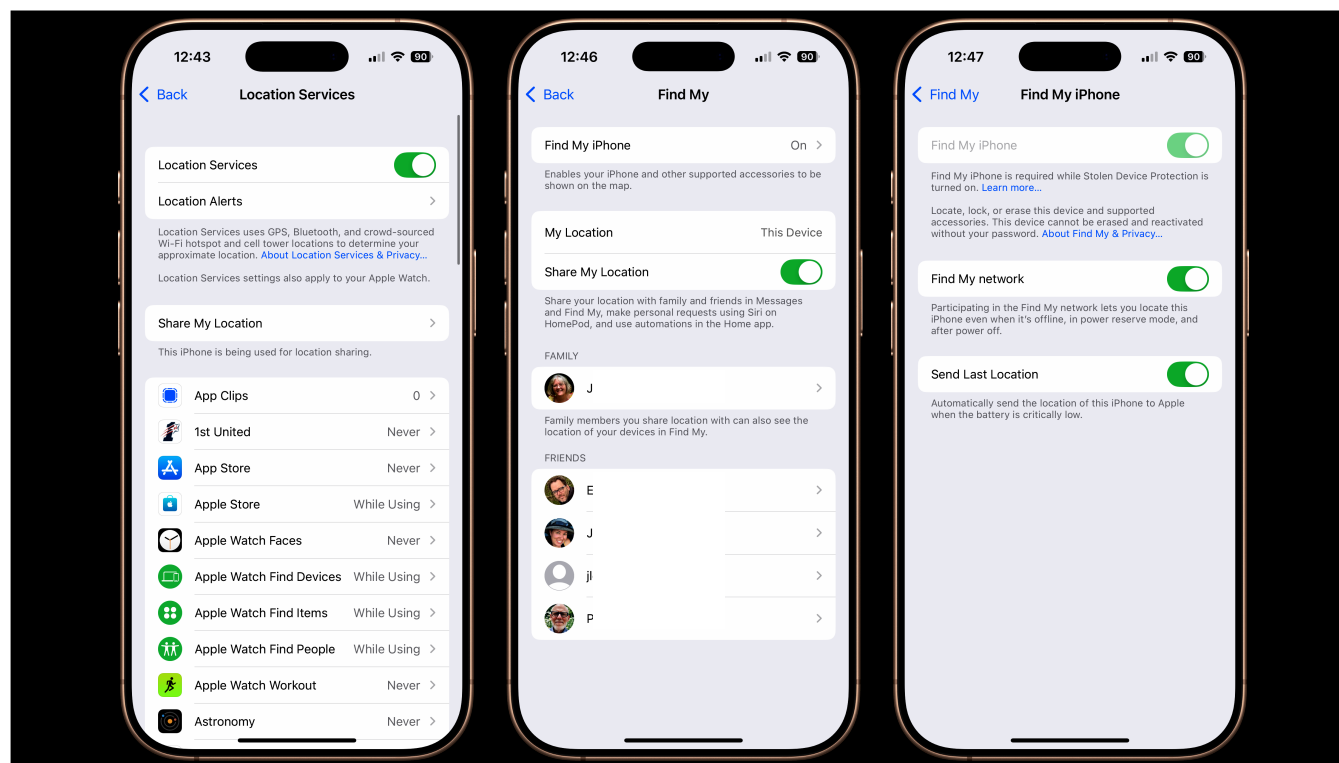 12:43
90
Back
Location Services
Location Services
Location Alerts
Location Services uses GPS, Bluetooth, and crowd-sourced
Wi-Fi hotspot and cell tower locations to determine your
approximate location. About Location Services & Privacy...
Location Services settings also apply to your Apple Watch.
Share My Location
This iPhone is being used for location sharing.
App Clips 0
1st United Never
App Store Never
Apple Store While Using
Apple Watch Faces Never
Apple Watch Find Devices While Using
Apple Watch Find Items While Using
Apple Watch Find People While Using
Apple Watch Workout Never
Astronomy Never
12:46
90
Back
Find My
Find My iPhone On
Enables your iPhone and other supported accessories to be
shown on the map.
My Location This Device
Share My Location
Share your location with family and friends in Messages
and Find My, make personal requests using Siri on
HomePod, and use automations in the Home app.
FAMILY
J
Family members you share location with can also see the
location of your devices in Find My.
FRIENDS
E
J
jl
P
12:47
90
Find My
Find My iPhone
Find My iPhone
Find My iPhone is required while Stolen Device Protection is
turned on. Learn more...
Locate, lock, or erase this device and supported
accessories. This device cannot be erased and reactivated
without your password. About Find My & Privacy...
Find My network
Participating in the Find My network lets you locate this
iPhone even when it's offline, in power reserve mode, and
after power off.
Send Last Location
Automatically send the location of this iPhone to Apple
when the battery is critically low.